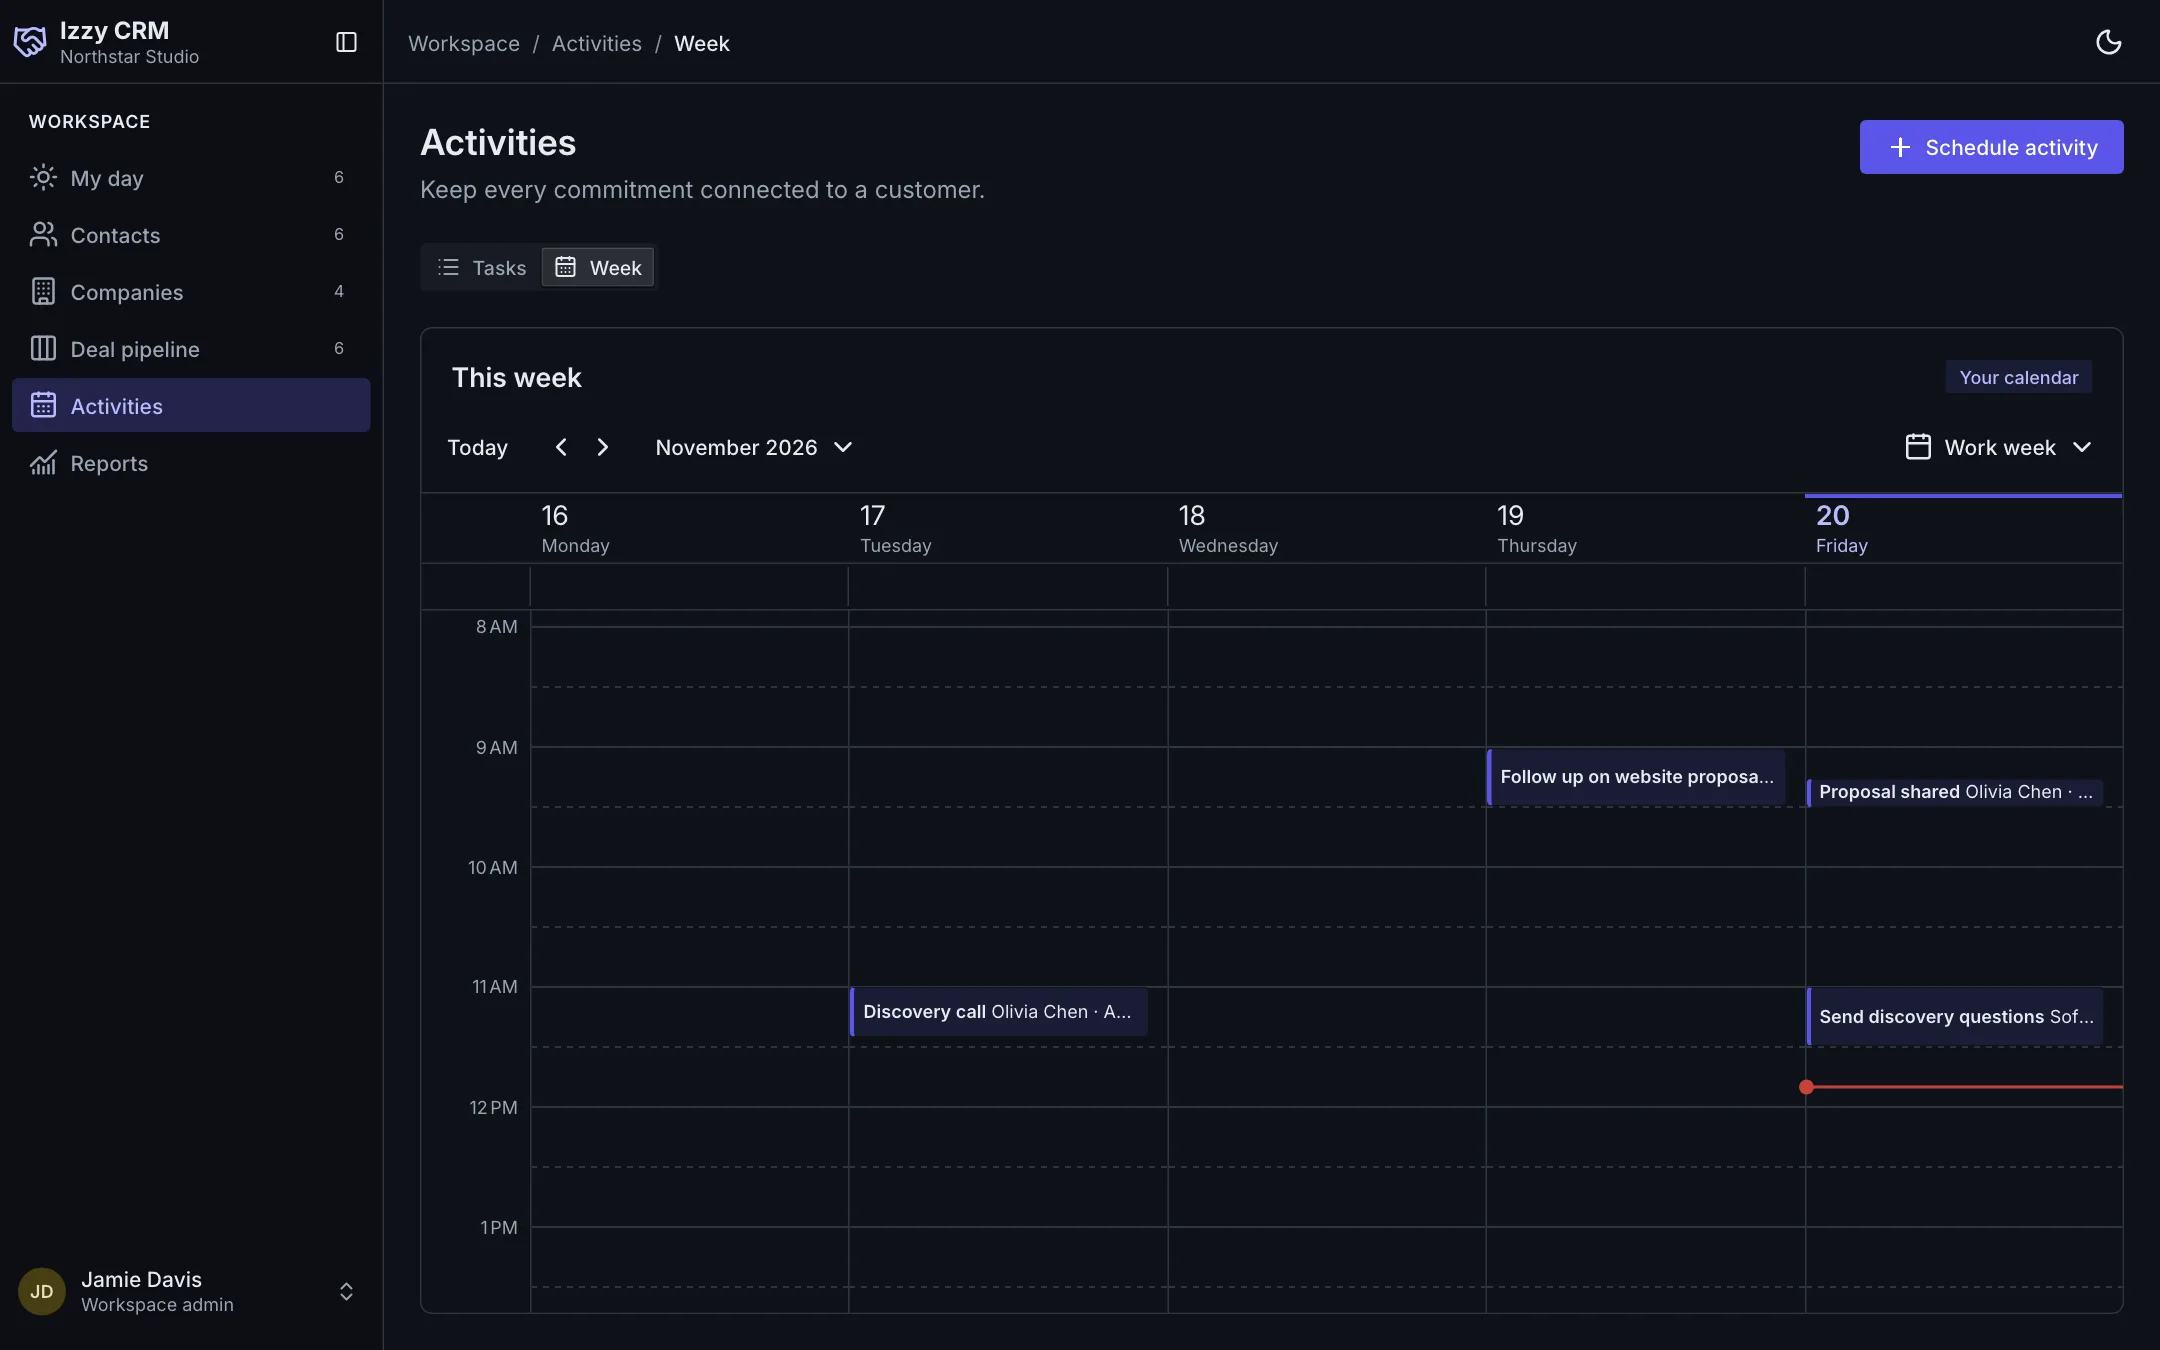 Izzy CRM
Northstar Studio
Workspace / Activities / Week
WORKSPACE
My day 6
Contacts 6
Companies 4
Deal pipeline 6
Activities
Reports
Activities
Keep every commitment connected to a customer.
Schedule activity
Tasks
Week
This week
Your calendar
Today
November 2026
Work week
16
Monday
17
Tuesday
18
Wednesday
19
Thursday
20
Friday
8 AM
9 AM
10 AM
11 AM
12 PM
1 PM
Discovery call Olivia Chen · A...
Follow up on website proposa...
Proposal shared Olivia Chen · ...
Send discovery questions Sof...
JD
Jamie Davis
Workspace admin